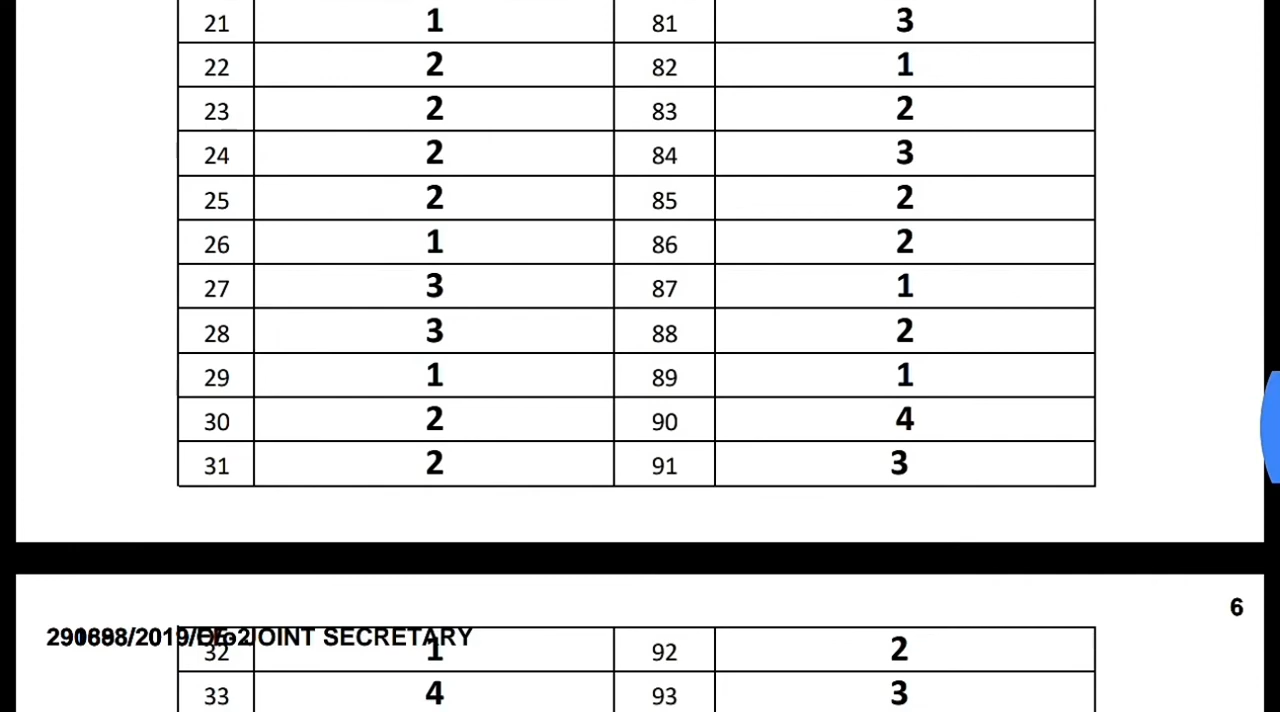 21 1 81 3
22 2 82 1
23 2 83 2
24 2 84 3
25 2 85 2
26 1 86 2
27 3 87 1
28 3 88 2
29 1 89 1
30 2 90 4
31 2 91 3
6
JOINT SECRETARY
32 1 92 2
33 4 93 3